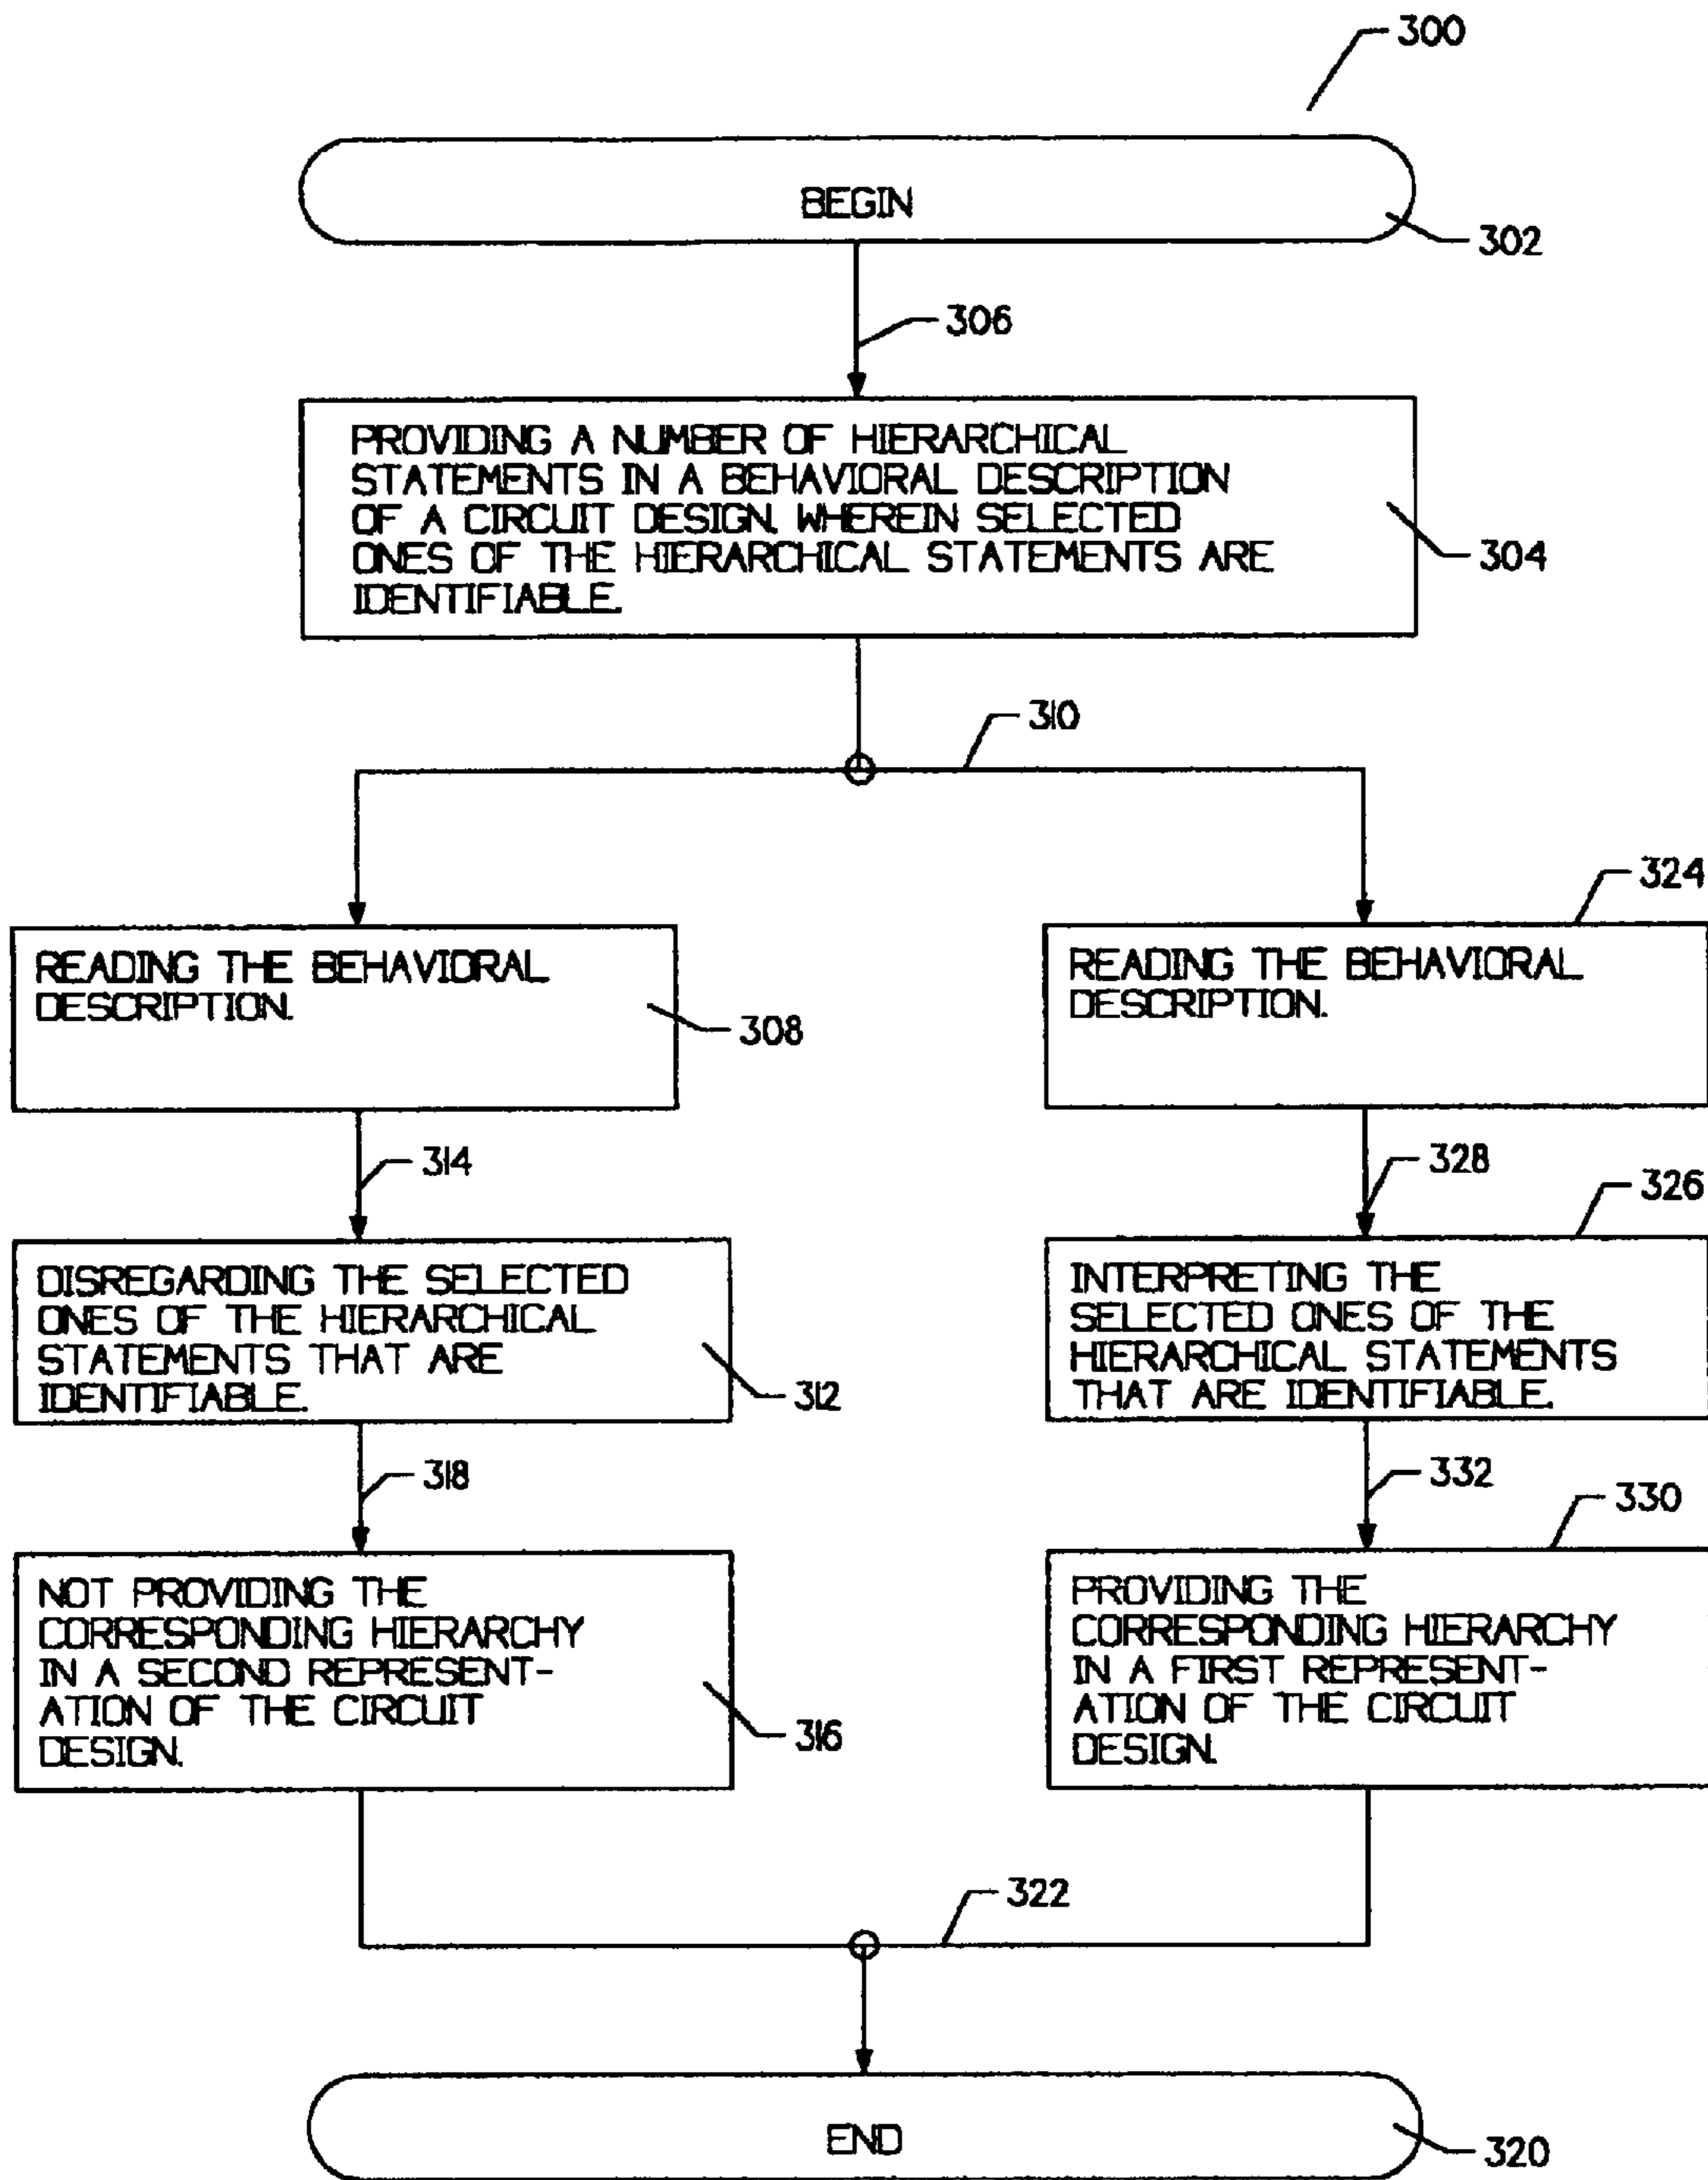 300
BEGIN
302
306
PROVIDING A NUMBER OF HIERARCHICAL
STATEMENTS IN A BEHAVIORAL DESCRIPTION
OF A CIRCUIT DESIGN. WHEREIN SELECTED
ONES OF THE HIERARCHICAL STATEMENTS ARE
IDENTIFIABLE.
304
310
READING THE BEHAVIORAL
DESCRIPTION.
308
324
READING THE BEHAVIORAL
DESCRIPTION.
314
328
DISREGARDING THE SELECTED
ONES OF THE HIERARCHICAL
STATEMENTS THAT ARE
IDENTIFIABLE.
312
326
INTERPRETING THE
SELECTED ONES OF THE
HIERARCHICAL STATEMENTS
THAT ARE IDENTIFIABLE.
318
332
NOT PROVIDING THE
CORRESPONDING HIERARCHY
IN A SECOND REPRESENT-
ATION OF THE CIRCUIT
DESIGN.
316
330
PROVIDING THE
CORRESPONDING HIERARCHY
IN A FIRST REPRESENT-
ATION OF THE CIRCUIT
DESIGN.
322
END
320